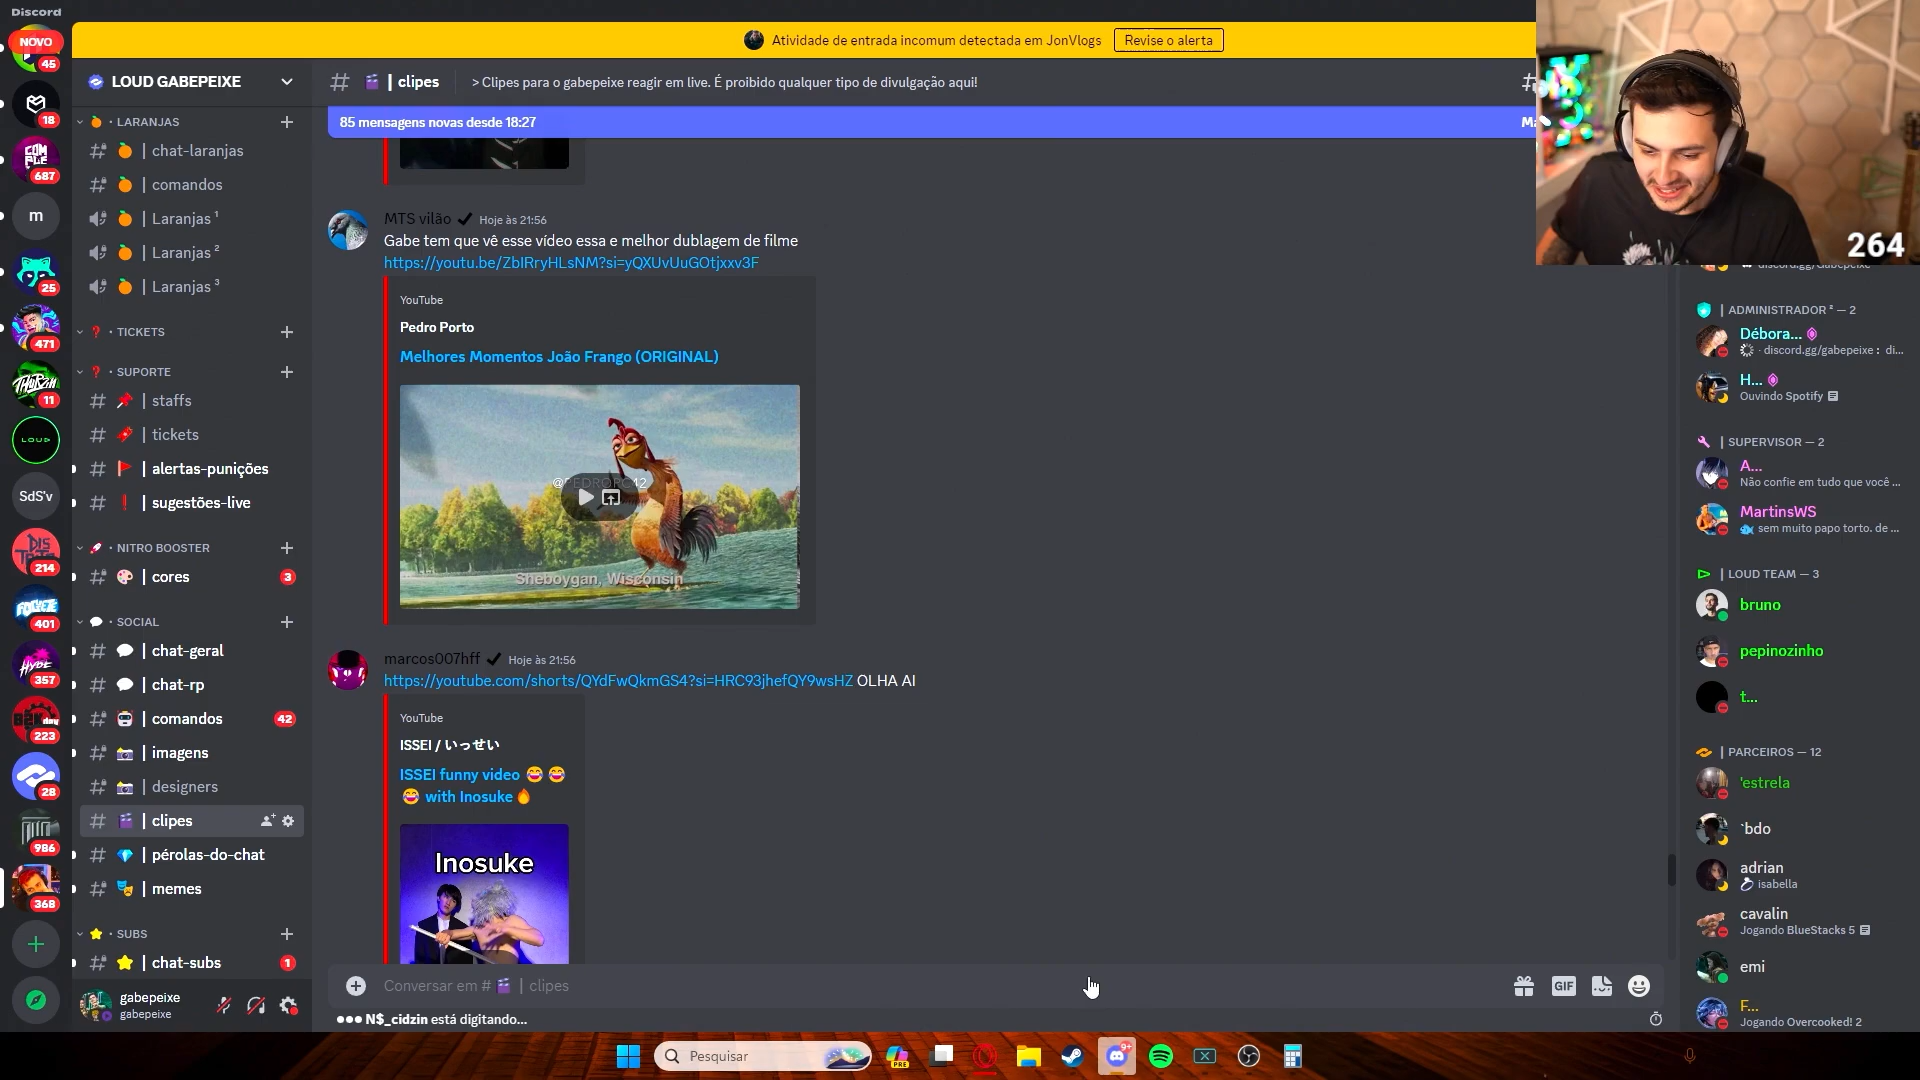 Discord
NOVO
45
18
687
m
25
471
11
LOUD
SdS'v
214
401
357
223
28
986
368
Atividade de entrada incomum detectada em JonVlogs
Revise o alerta
LOUD GABEPEIXE
LARANJAS
| chat-laranjas
| comandos
| Laranjas ¹
| Laranjas ²
| Laranjas ³
TICKETS
SUPORTE
| staffs
| tickets
| alertas-punições
| sugestões-live
NITRO BOOSTER
| cores
3
SOCIAL
| chat-geral
| chat-rp
| comandos
42
| imagens
| designers
| clipes
| pérolas-do-chat
| memes
SUBS
| chat-subs
1
gabepeixe
gabepeixe
# | clipes
> Clipes para o gabepeixe reagir em live. É proibido qualquer tipo de divulgação aqui!
85 mensagens novas desde 18:27
MTS vilão Hoje às 21:56
Gabe tem que vê esse vídeo essa e melhor dublagem de filme
https://youtu.be/ZbIRryHLsNM?si=yQXUvUuGOtjxxv3F
YouTube
Pedro Porto
Melhores Momentos João Frango (ORIGINAL)
Sheboygan, Wisconsin
marcos007hff Hoje às 21:56
https://youtube.com/shorts/QYdFwQkmGS4?si=HRC93jhefQY9wsHZ OLHA AI
YouTube
ISSEI / いっせい
ISSEI funny video 😂 😂
😂 with Inosuke🔥
Inosuke
Conversar em # | clipes
GIF
N$_cidzin está digitando...
264
| ADMINISTRADOR ² — 2
Débora...
· discord.gg/gabepeixe : di...
H...
Ouvindo Spotify
| SUPERVISOR — 2
A...
Não confie em tudo que você ...
MartinsWS
sem muito papo torto. de ...
| LOUD TEAM — 3
bruno
pepinozinho
t...
| PARCEIROS — 12
'estrela
`bdo
adrian
isabella
cavalin
Jogando BlueStacks 5
emi
F...
Jogando Overcooked! 2
Pesquisar
PRE
9+